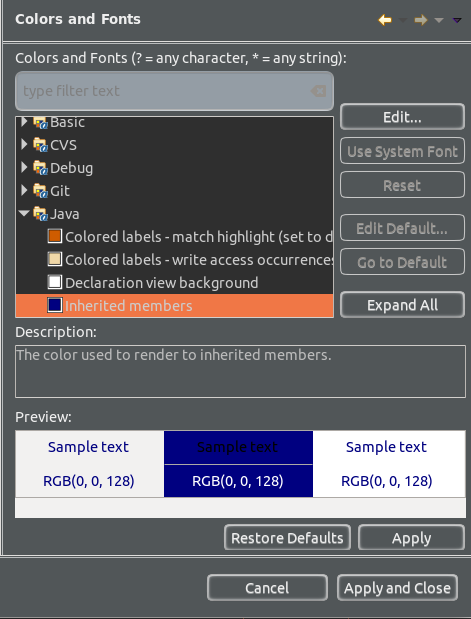 Colors and Fonts
Colors and Fonts (? = any character, * = any string):
type filter text
Edit...
Basic
CVS
Use System Font
Debug
Git
Reset
Java
Colored labels - match highlight (set to d
Edit Default...
Colored labels - write access occurrences
Go to Default
Declaration view background
Inherited members
Expand All
Description:
The color used to render to inherited members.
Preview:
Sample text Sample text Sample text
RGB(0, 0, 128) RGB(0, 0, 128) RGB(0, 0, 128)
Restore Defaults Apply
Cancel Apply and Close